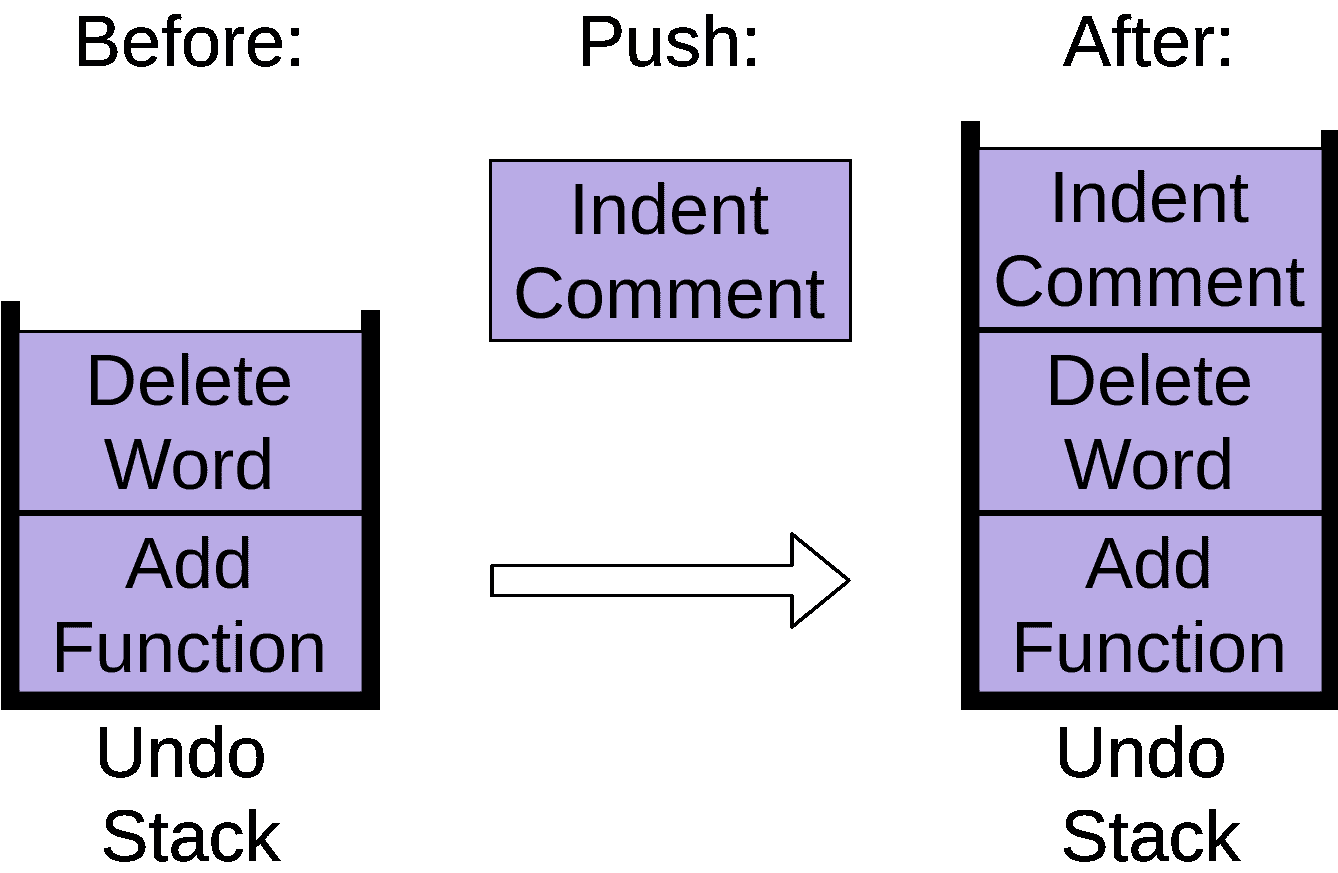 Before:
Push:
After:
Delete
Word
Add
Function
Undo
Stack
Indent
Comment
Indent
Comment
Delete
Word
Add
Function
Undo
Stack